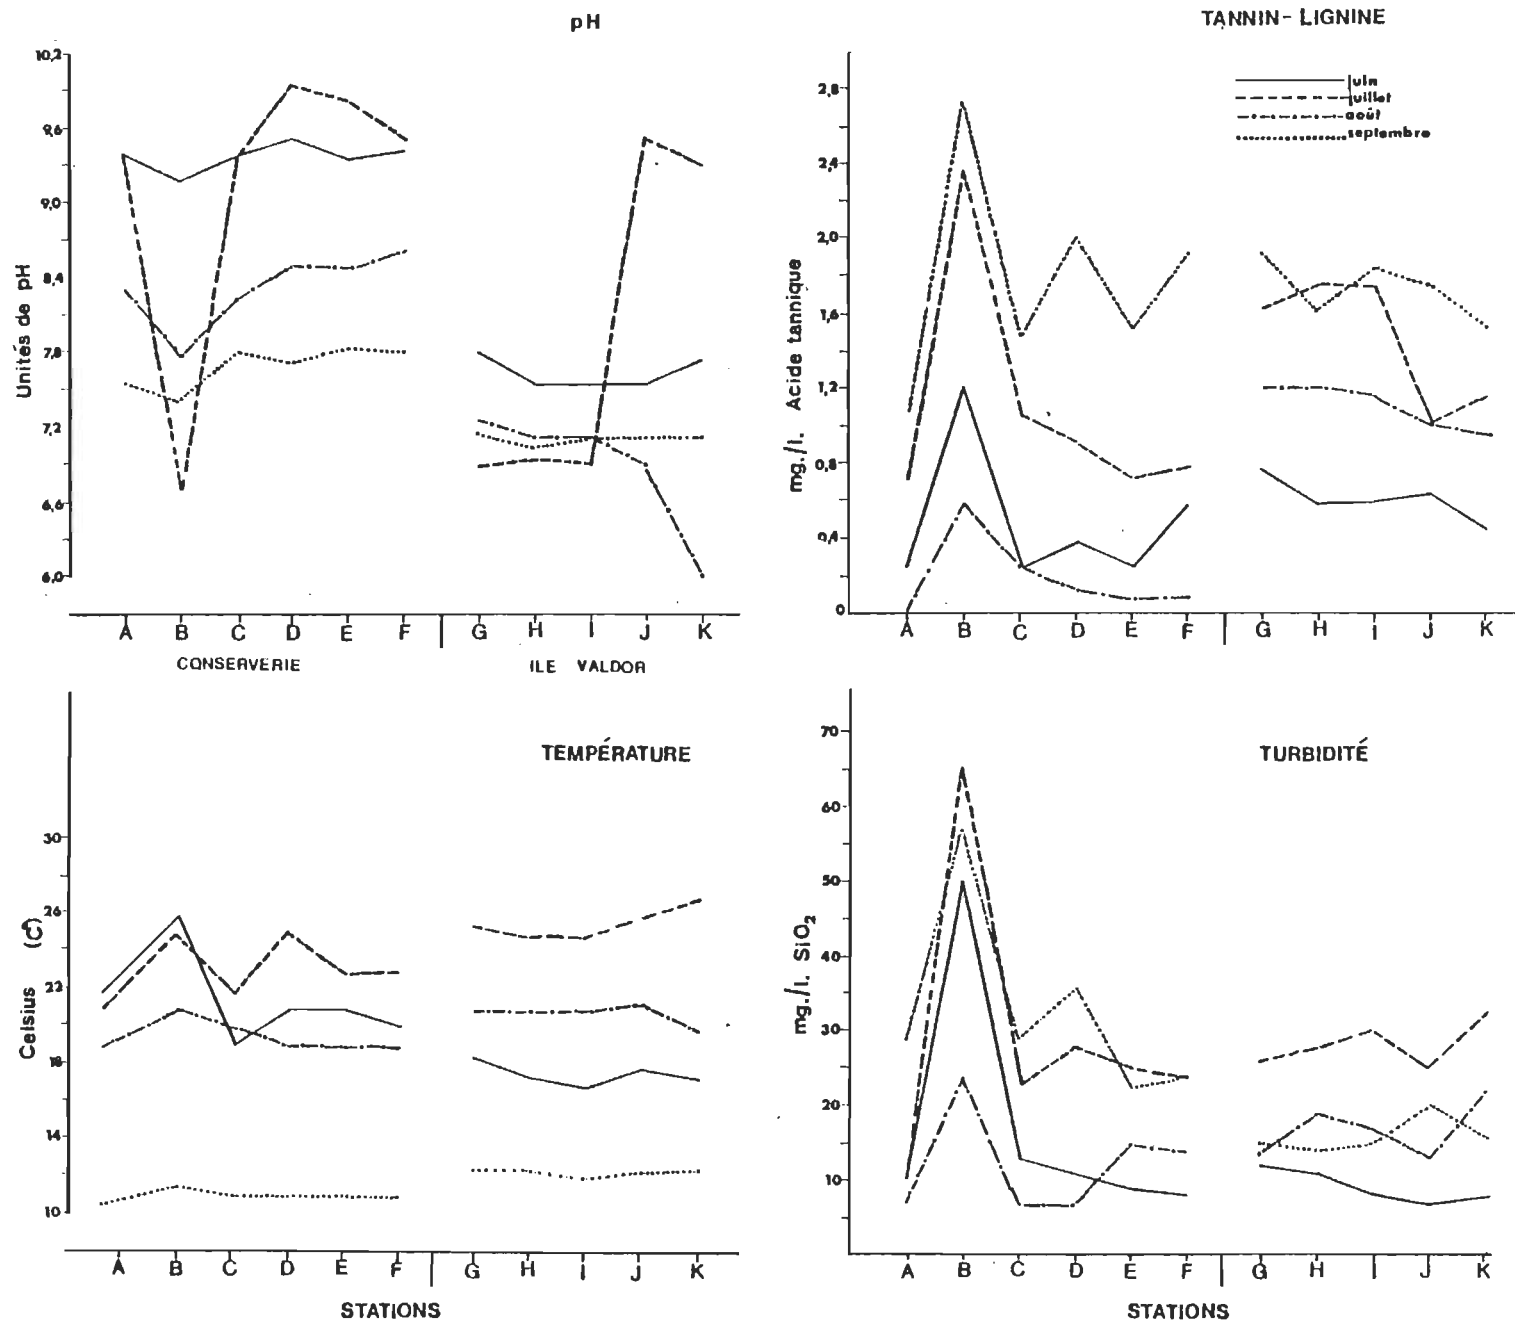 pH
10,2
9,6
9,0
8,4
7,8
7,2
6,6
6,0
Unités de pH
A B C D E F G H I J K
CONSERVERIE ILE VALDOR
TANNIN - LIGNINE
juin
juillet
août
septembre
2,8
2,4
2,0
1,6
1,2
0,8
0,4
0
mg./l. Acide tannique
A B C D E F G H I J K
TEMPÉRATURE
30
26
22
18
14
10
Celsius (C°)
A B C D E F G H I J K
STATIONS
TURBIDITÉ
70
60
50
40
30
20
10
mg./l. SiO2
A B C D E F G H I J K
STATIONS